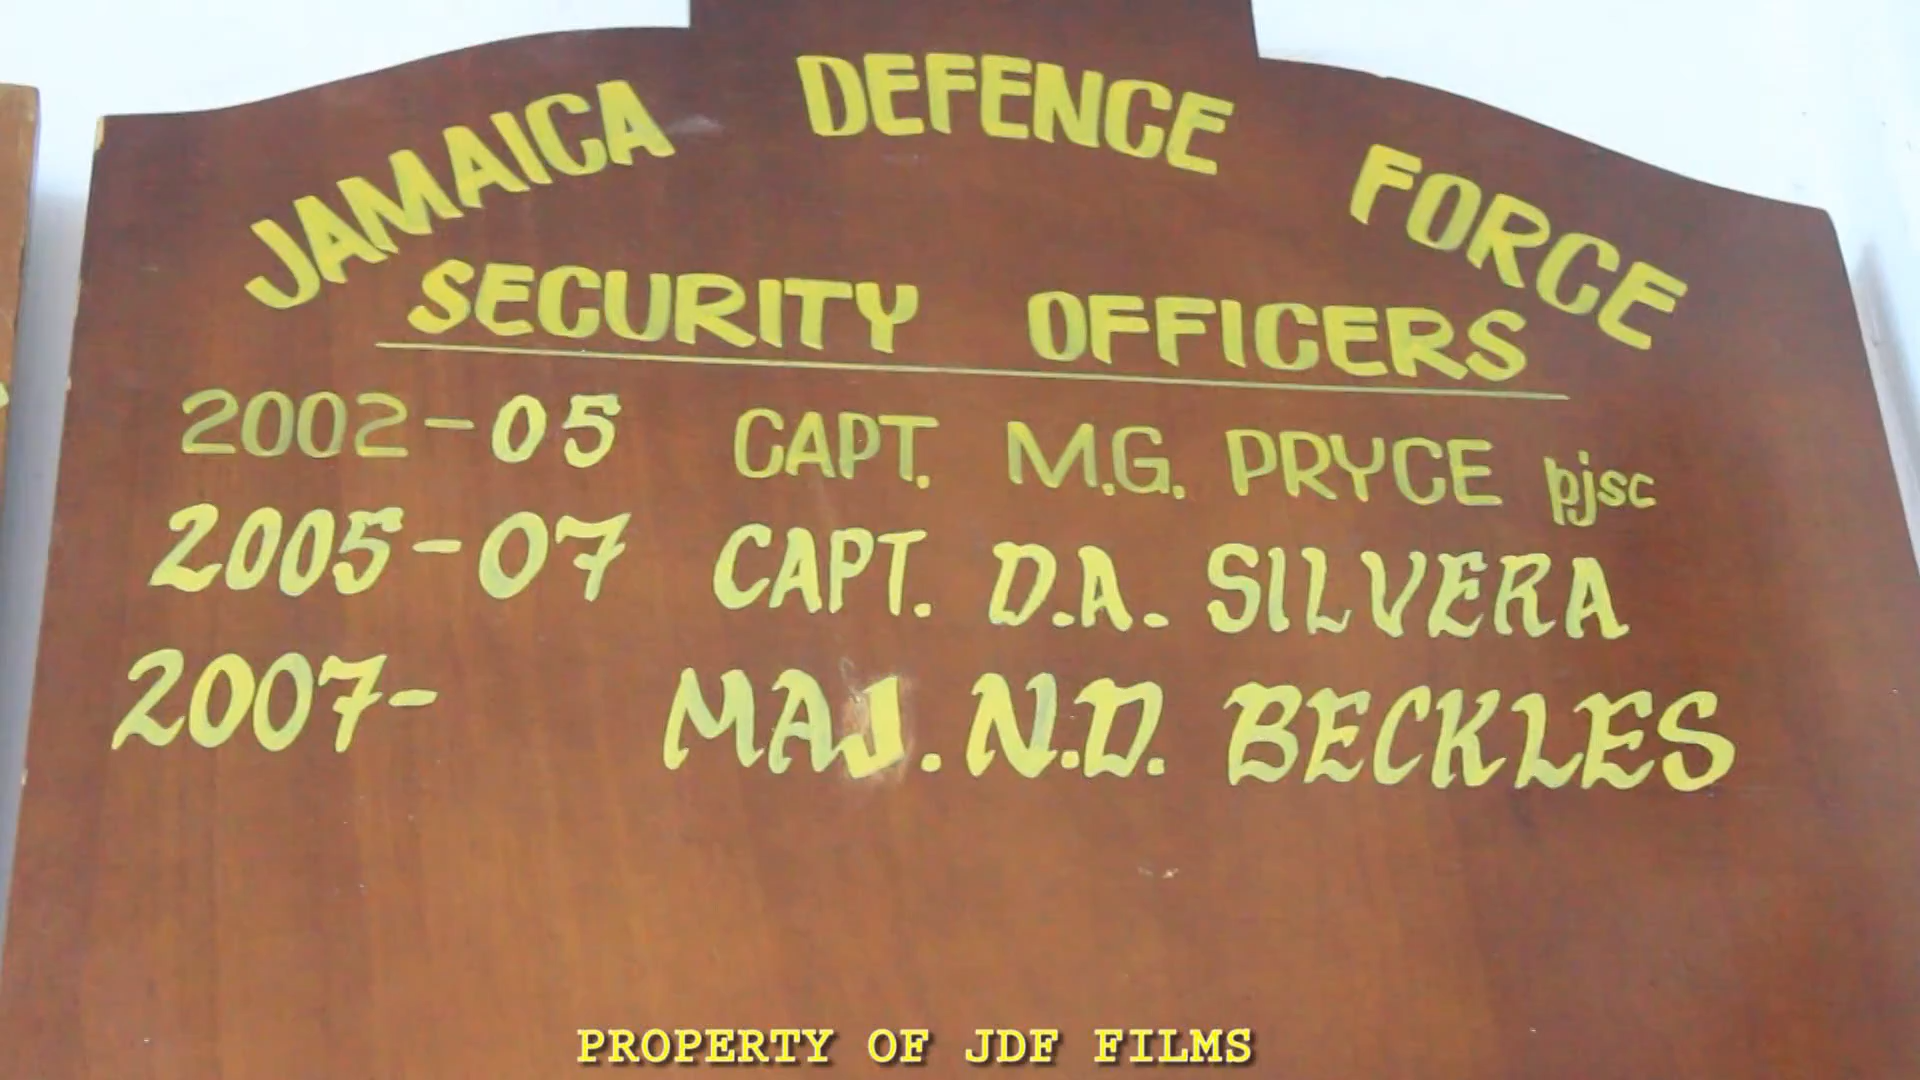 JAMAICA DEFENCE FORCE
SECURITY OFFICERS
2002-05 CAPT. M.G. PRYCE pjsc
2005-07 CAPT. D.A. SILVERA
2007- MAJ. N.D. BECKLES
PROPERTY OF JDF FILMS